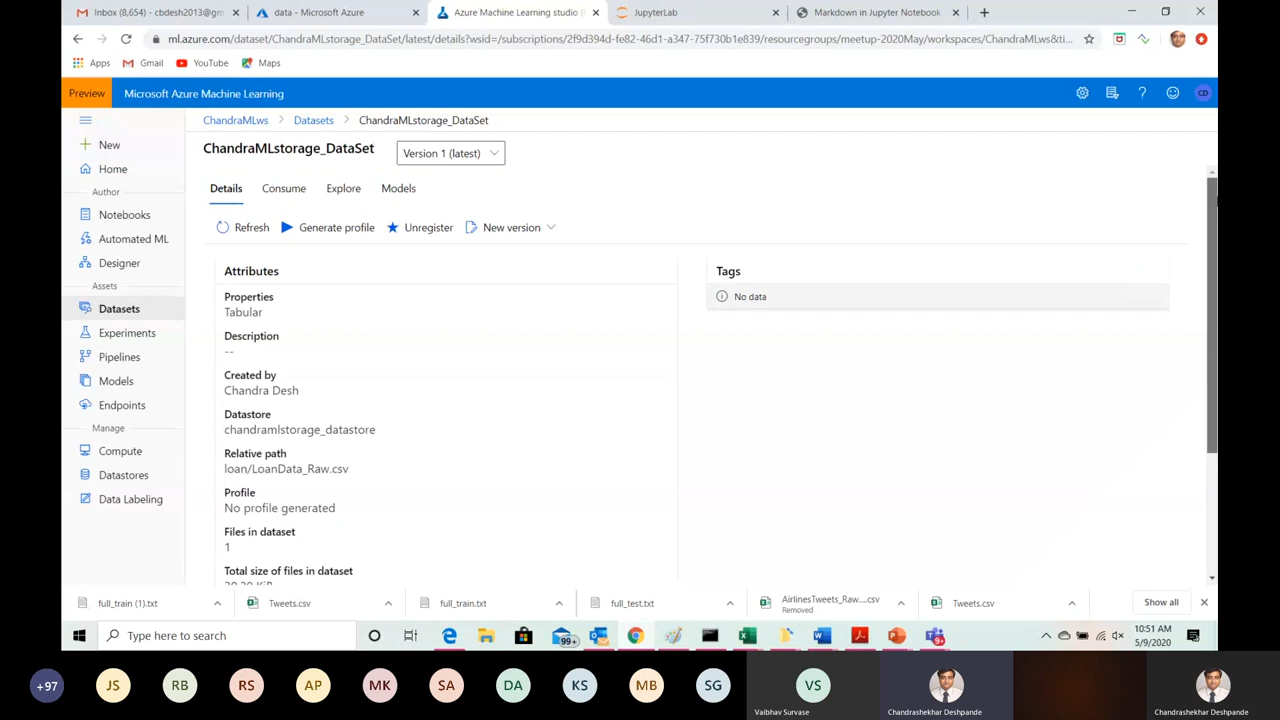 Inbox (8,654) - cbdesh2013@gm
data - Microsoft Azure
Azure Machine Learning studio (
JupyterLab
Markdown in Jupyter Notebook
ml.azure.com/dataset/ChandraMLstorage_DataSet/latest/details?wsid=/subscriptions/2f9d394d-fe82-46d1-a347-75f730b1e839/resourcegroups/meetup-2020May/workspaces/ChandraMLws&ti...
Apps
Gmail
YouTube
Maps
Preview
Microsoft Azure Machine Learning
CD
ChandraMLws > Datasets > ChandraMLstorage_DataSet
New
Home
Author
Notebooks
Automated ML
Designer
Assets
Datasets
Experiments
Pipelines
Models
Endpoints
Manage
Compute
Datastores
Data Labeling
ChandraMLstorage_DataSet
Version 1 (latest)
Details
Consume
Explore
Models
Refresh
Generate profile
Unregister
New version
Attributes
Properties
Tabular
Description
--
Created by
Chandra Desh
Datastore
chandramlstorage_datastore
Relative path
loan/LoanData_Raw.csv
Profile
No profile generated
Files in dataset
1
Total size of files in dataset
Tags
No data
full_train (1).txt
Tweets.csv
full_train.txt
full_test.txt
AirlinesTweets_Raw....csv
Removed
Tweets.csv
Show all
Type here to search
99+
9+
10:51 AM
5/9/2020
+97
JS
RB
RS
AP
MK
SA
DA
KS
MB
SG
VS
Vaibhav Survase
Chandrashekhar Deshpande
Chandrashekhar Deshpande